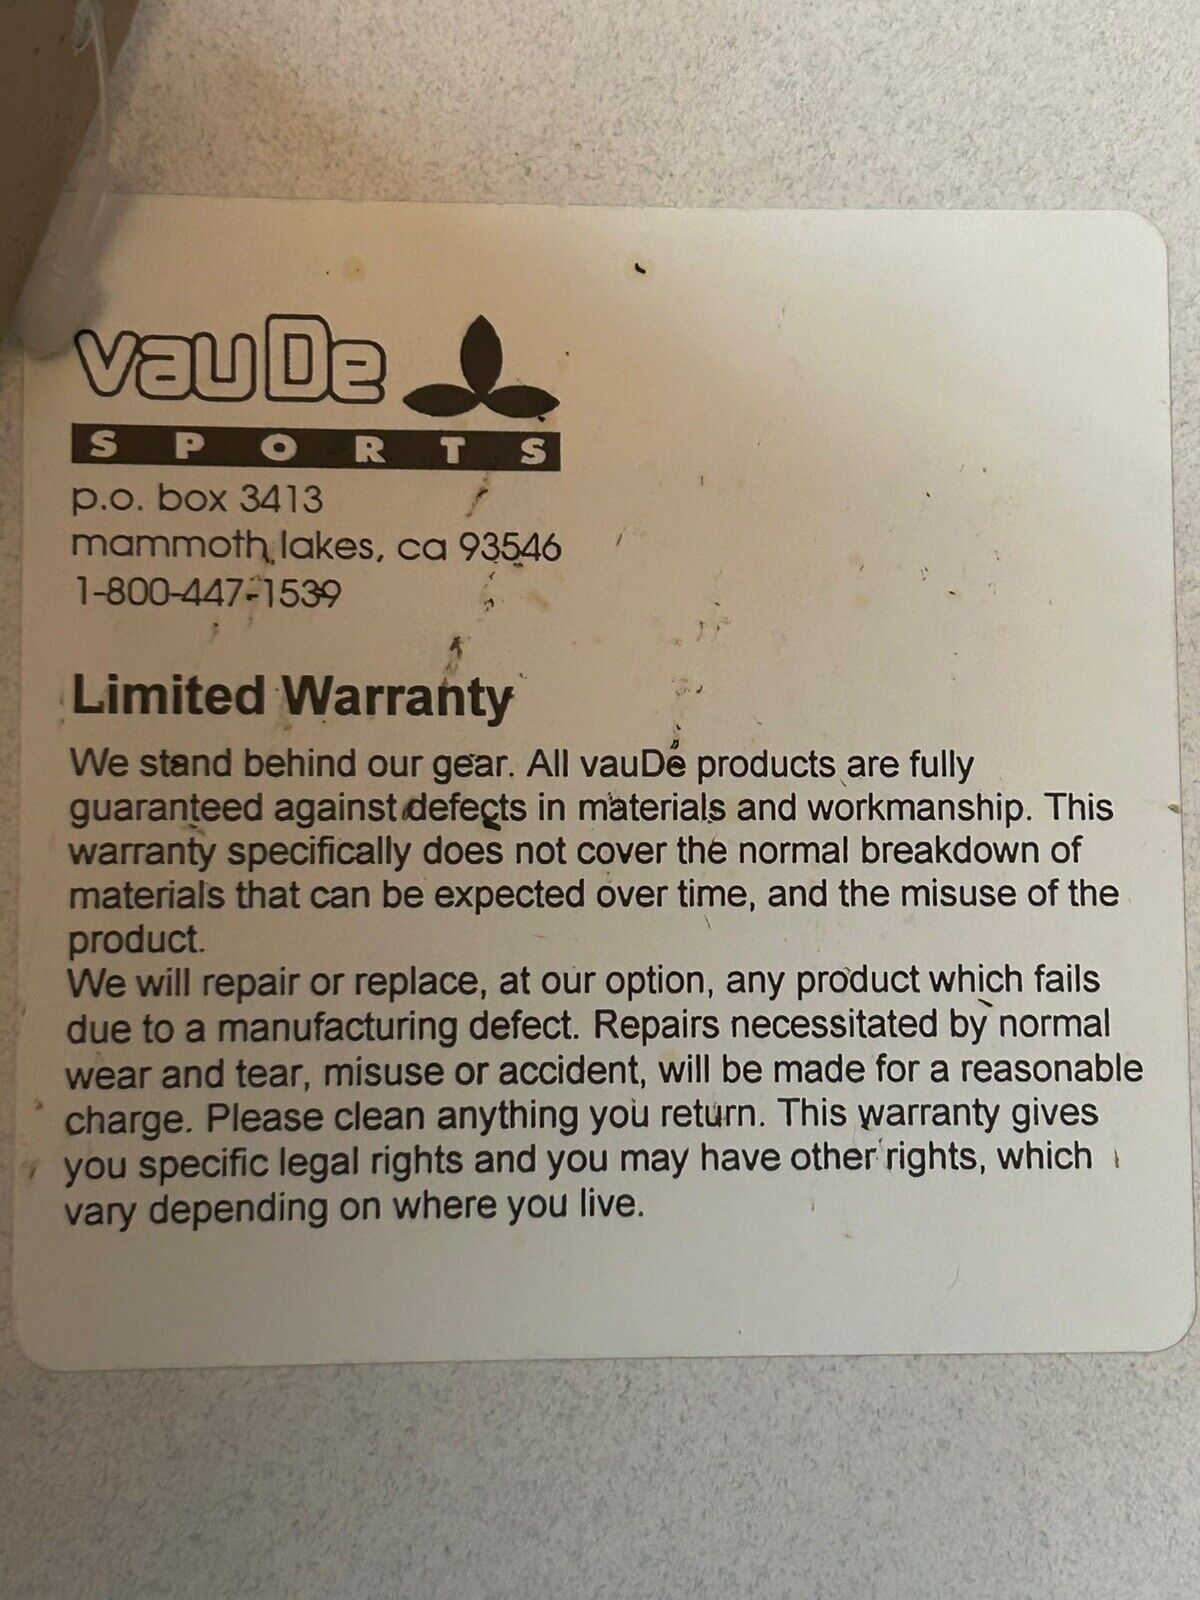 vauDe
SPORTS
p.o. box 3413
mammoth lakes, ca 93546
1-800-447-1539
Limited Warranty
We stand behind our gear. All vauDe products are fully
guaranteed against defects in materials and workmanship. This
warranty specifically does not cover the normal breakdown of
materials that can be expected over time, and the misuse of the
product.
We will repair or replace, at our option, any product which fails
due to a manufacturing defect. Repairs necessitated by normal
wear and tear, misuse or accident, will be made for a reasonable
charge. Please clean anything you return. This warranty gives
you specific legal rights and you may have other rights, which
vary depending on where you live.